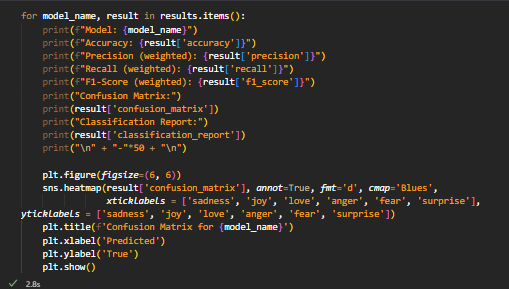 for model_name, result in results.items():
    print(f"Model: {model_name}")
    print(f"Accuracy: {result['accuracy']}")
    print(f"Precision (weighted): {result['precision']}")
    print(f"Recall (weighted): {result['recall']}")
    print(f"F1-Score (weighted): {result['f1_score']}")
    print("Confusion Matrix:")
    print(result['confusion_matrix'])
    print("Classification Report:")
    print(result['classification_report'])
    print("\n" + "-"*50 + "\n")
    plt.figure(figsize=(6, 6))
    sns.heatmap(result['confusion_matrix'], annot=True, fmt='d', cmap='Blues',
                xticklabels = ['sadness', 'joy', 'love', 'anger', 'fear', 'surprise'],
yticklabels = ['sadness', 'joy', 'love', 'anger', 'fear', 'surprise'])
    plt.title(f'Confusion Matrix for {model_name}')
    plt.xlabel('Predicted')
    plt.ylabel('True')
    plt.show()
2.8s